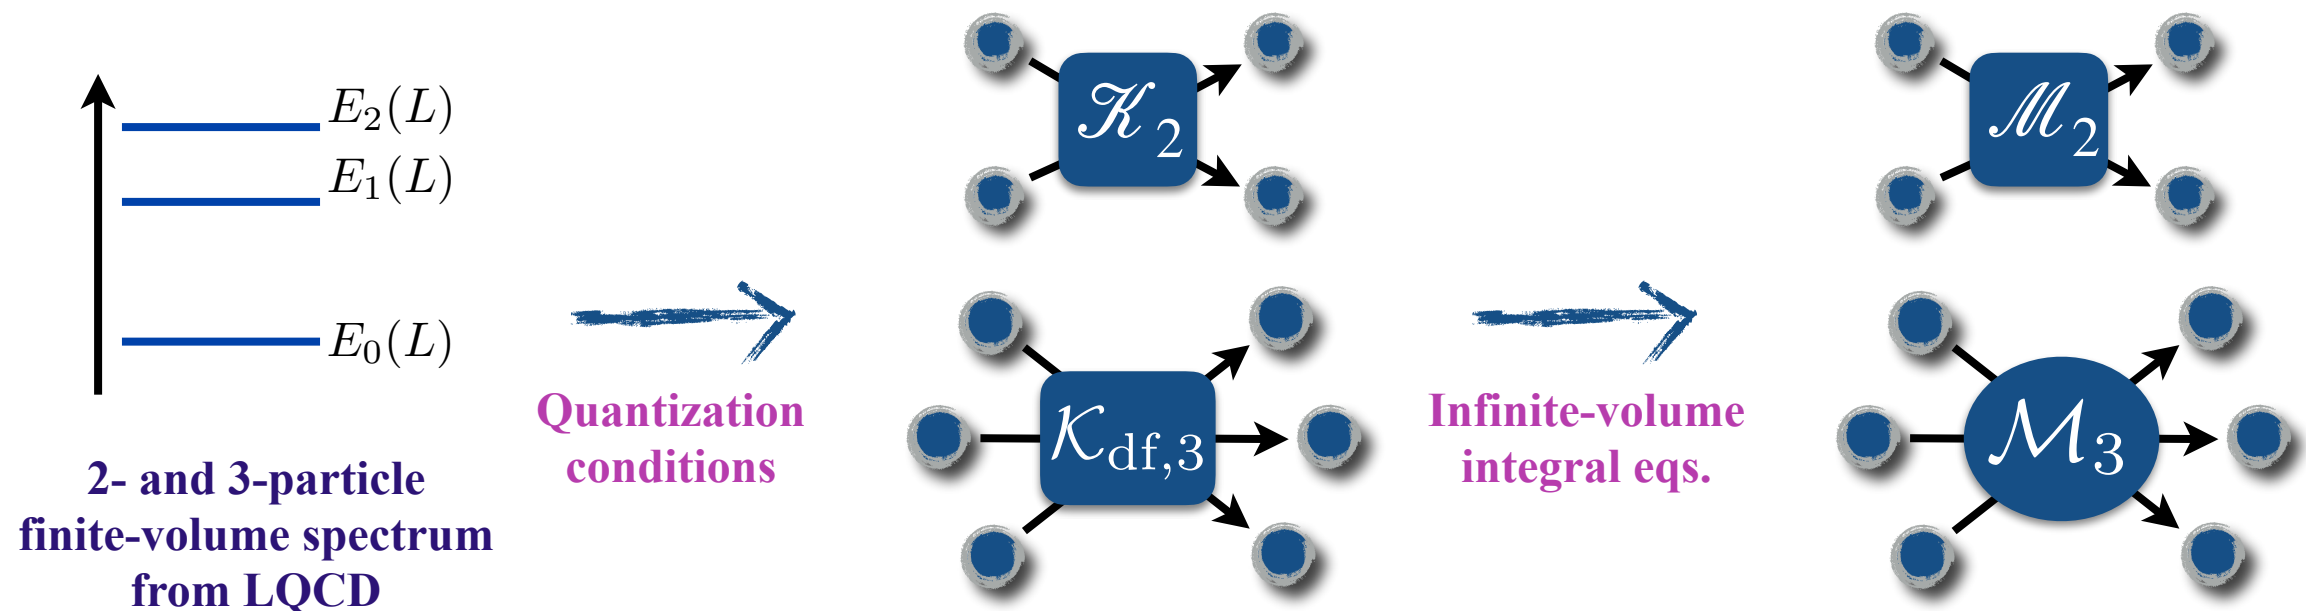 E₂(L)
E₁(L)
E₀(L)
2- and 3-particle
finite-volume spectrum
from LQCD
Quantization
conditions
𝒦₂
𝒦df,3
Infinite-volume
integral eqs.
ℳ₂
ℳ₃